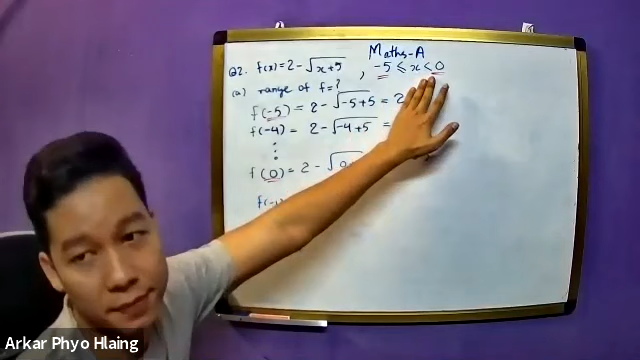 Maths-A
Q2. f(x) = 2 - √x+5 , -5 ≤ x < 0
(a) range of f = ?
f(-5) = 2 - √-5+5 = 2
f(-4) = 2 - √-4+5 =
⋮
f(0) = 2 - √0
Arkar Phyo Hlaing